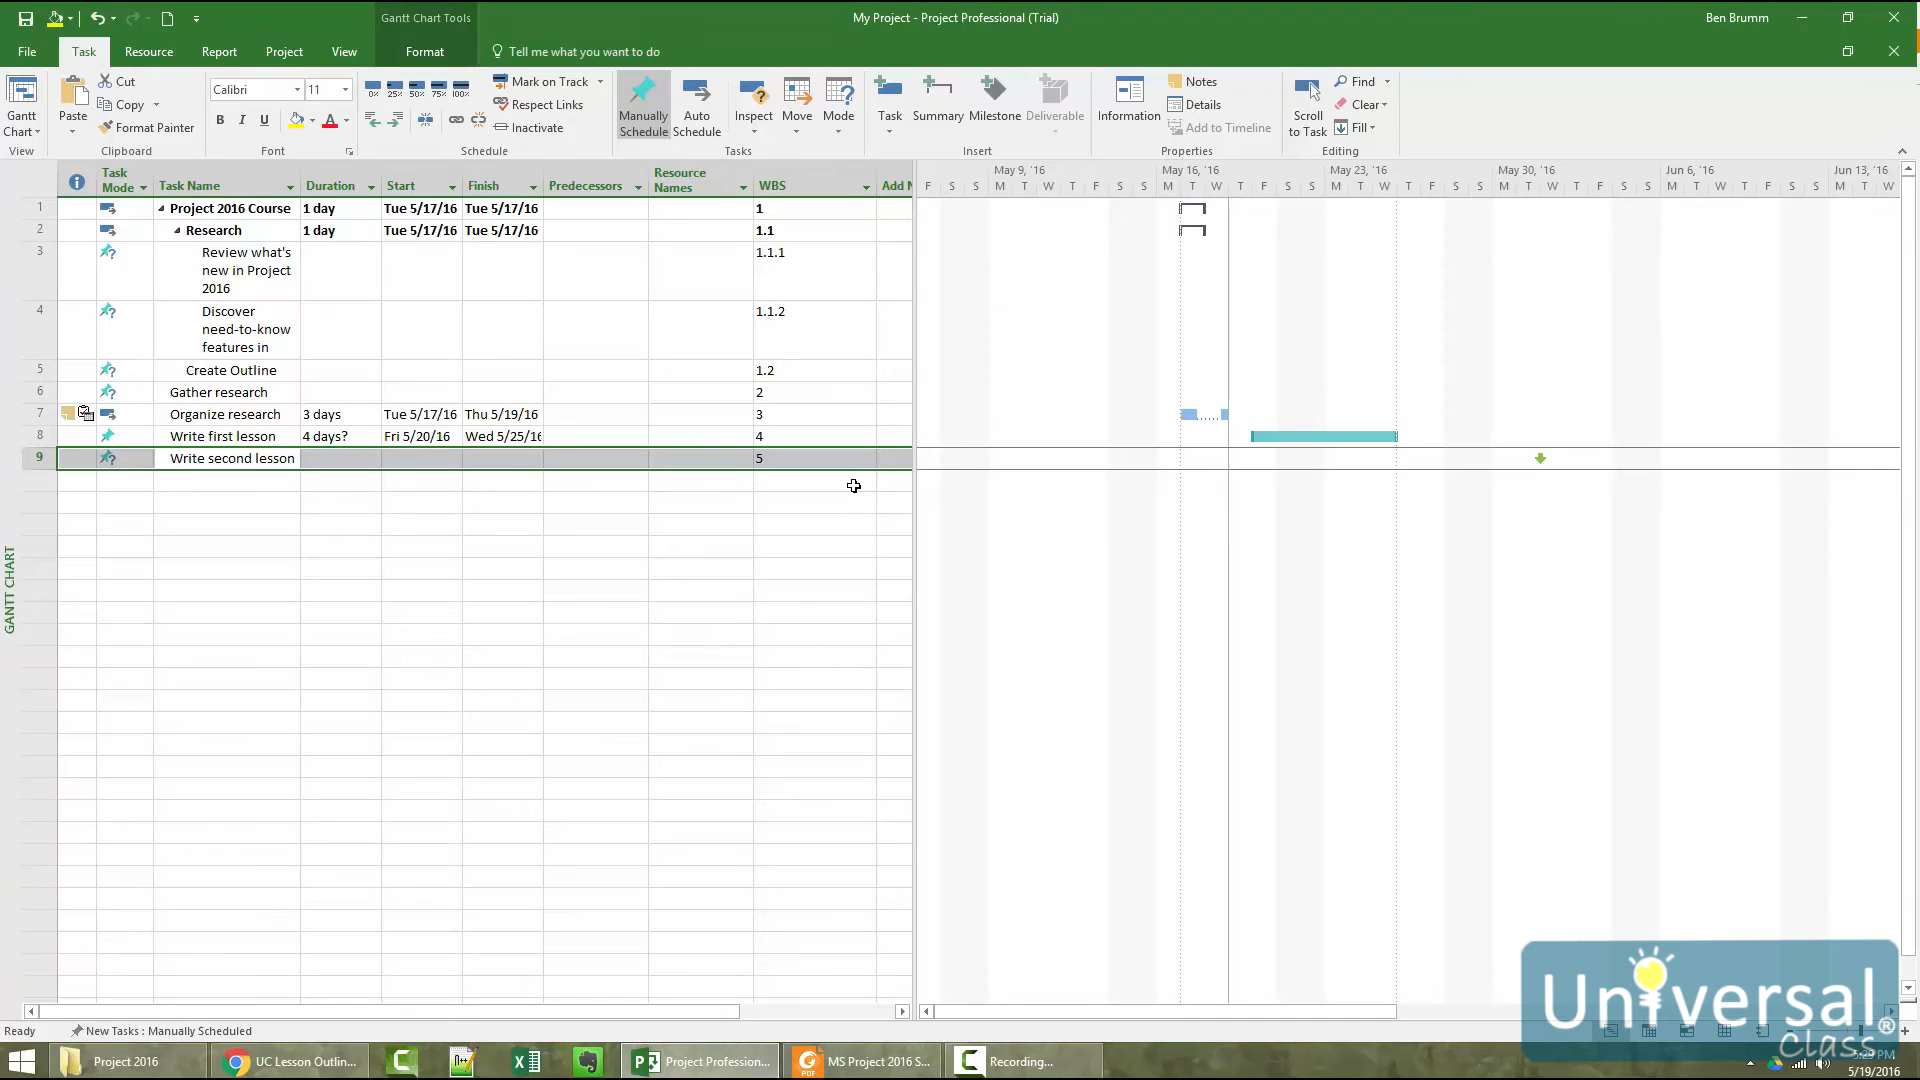 Gantt Chart Tools
My Project - Project Professional (Trial)
Ben Brumm
File Task Resource Report Project View Format Tell me what you want to do
Gantt Chart
View
Paste
Cut
Copy
Format Painter
Clipboard
Calibri 11
B I U A
Font
0% 25% 50% 75% 100%
Mark on Track
Respect Links
Inactivate
Schedule
Manually Schedule
Auto Schedule
Inspect
Move
Mode
Tasks
Task
Summary
Milestone
Deliverable
Insert
Information
Notes
Details
Add to Timeline
Properties
Scroll to Task
Find
Clear
Fill
Editing
Task Mode Task Name Duration Start Finish Predecessors Resource Names WBS Add N
May 9, '16 May 16, '16 May 23, '16 May 30, '16 Jun 6, '16 Jun 13, '16
F S S M T W T F S S M T W T F S S M T W T F S S M T W T F S S M T W T F S S M T W
1 Project 2016 Course 1 day Tue 5/17/16 Tue 5/17/16 1
2 Research 1 day Tue 5/17/16 Tue 5/17/16 1.1
3 Review what's 1.1.1
new in Project
2016
4 Discover 1.1.2
need-to-know
features in
5 Create Outline 1.2
6 Gather research 2
7 Organize research 3 days Tue 5/17/16 Thu 5/19/16 3
8 Write first lesson 4 days? Fri 5/20/16 Wed 5/25/16 4
9 Write second lesson 5
GANTT CHART
Universal
Class
®
Ready New Tasks : Manually Scheduled
Project 2016
UC Lesson Outlin...
Project Profession...
PDF
MS Project 2016 S...
Recording...
5:29 PM
5/19/2016